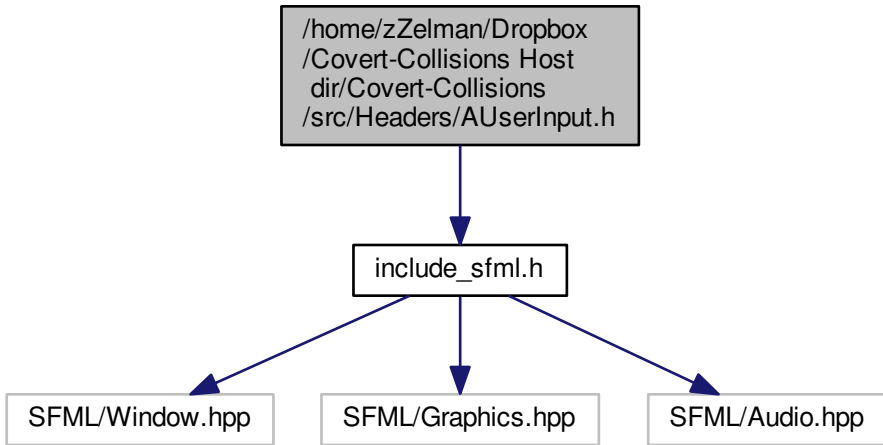 /home/zZelman/Dropbox
/Covert-Collisions Host
dir/Covert-Collisions
/src/Headers/AUserInput.h
include_sfml.h
SFML/Window.hpp
SFML/Graphics.hpp
SFML/Audio.hpp